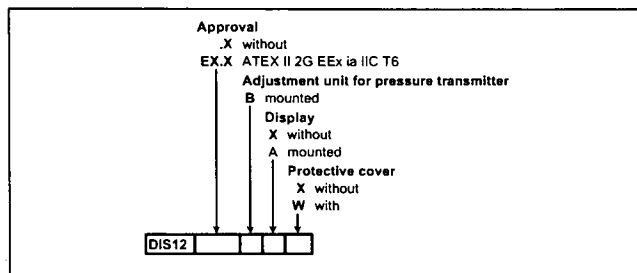 Approval
.X without
EX.X ATEX II 2G EEx ia IIC T6
Adjustment unit for pressure transmitter
B mounted
Display
X without
A mounted
Protective cover
X without
W with
DIS12